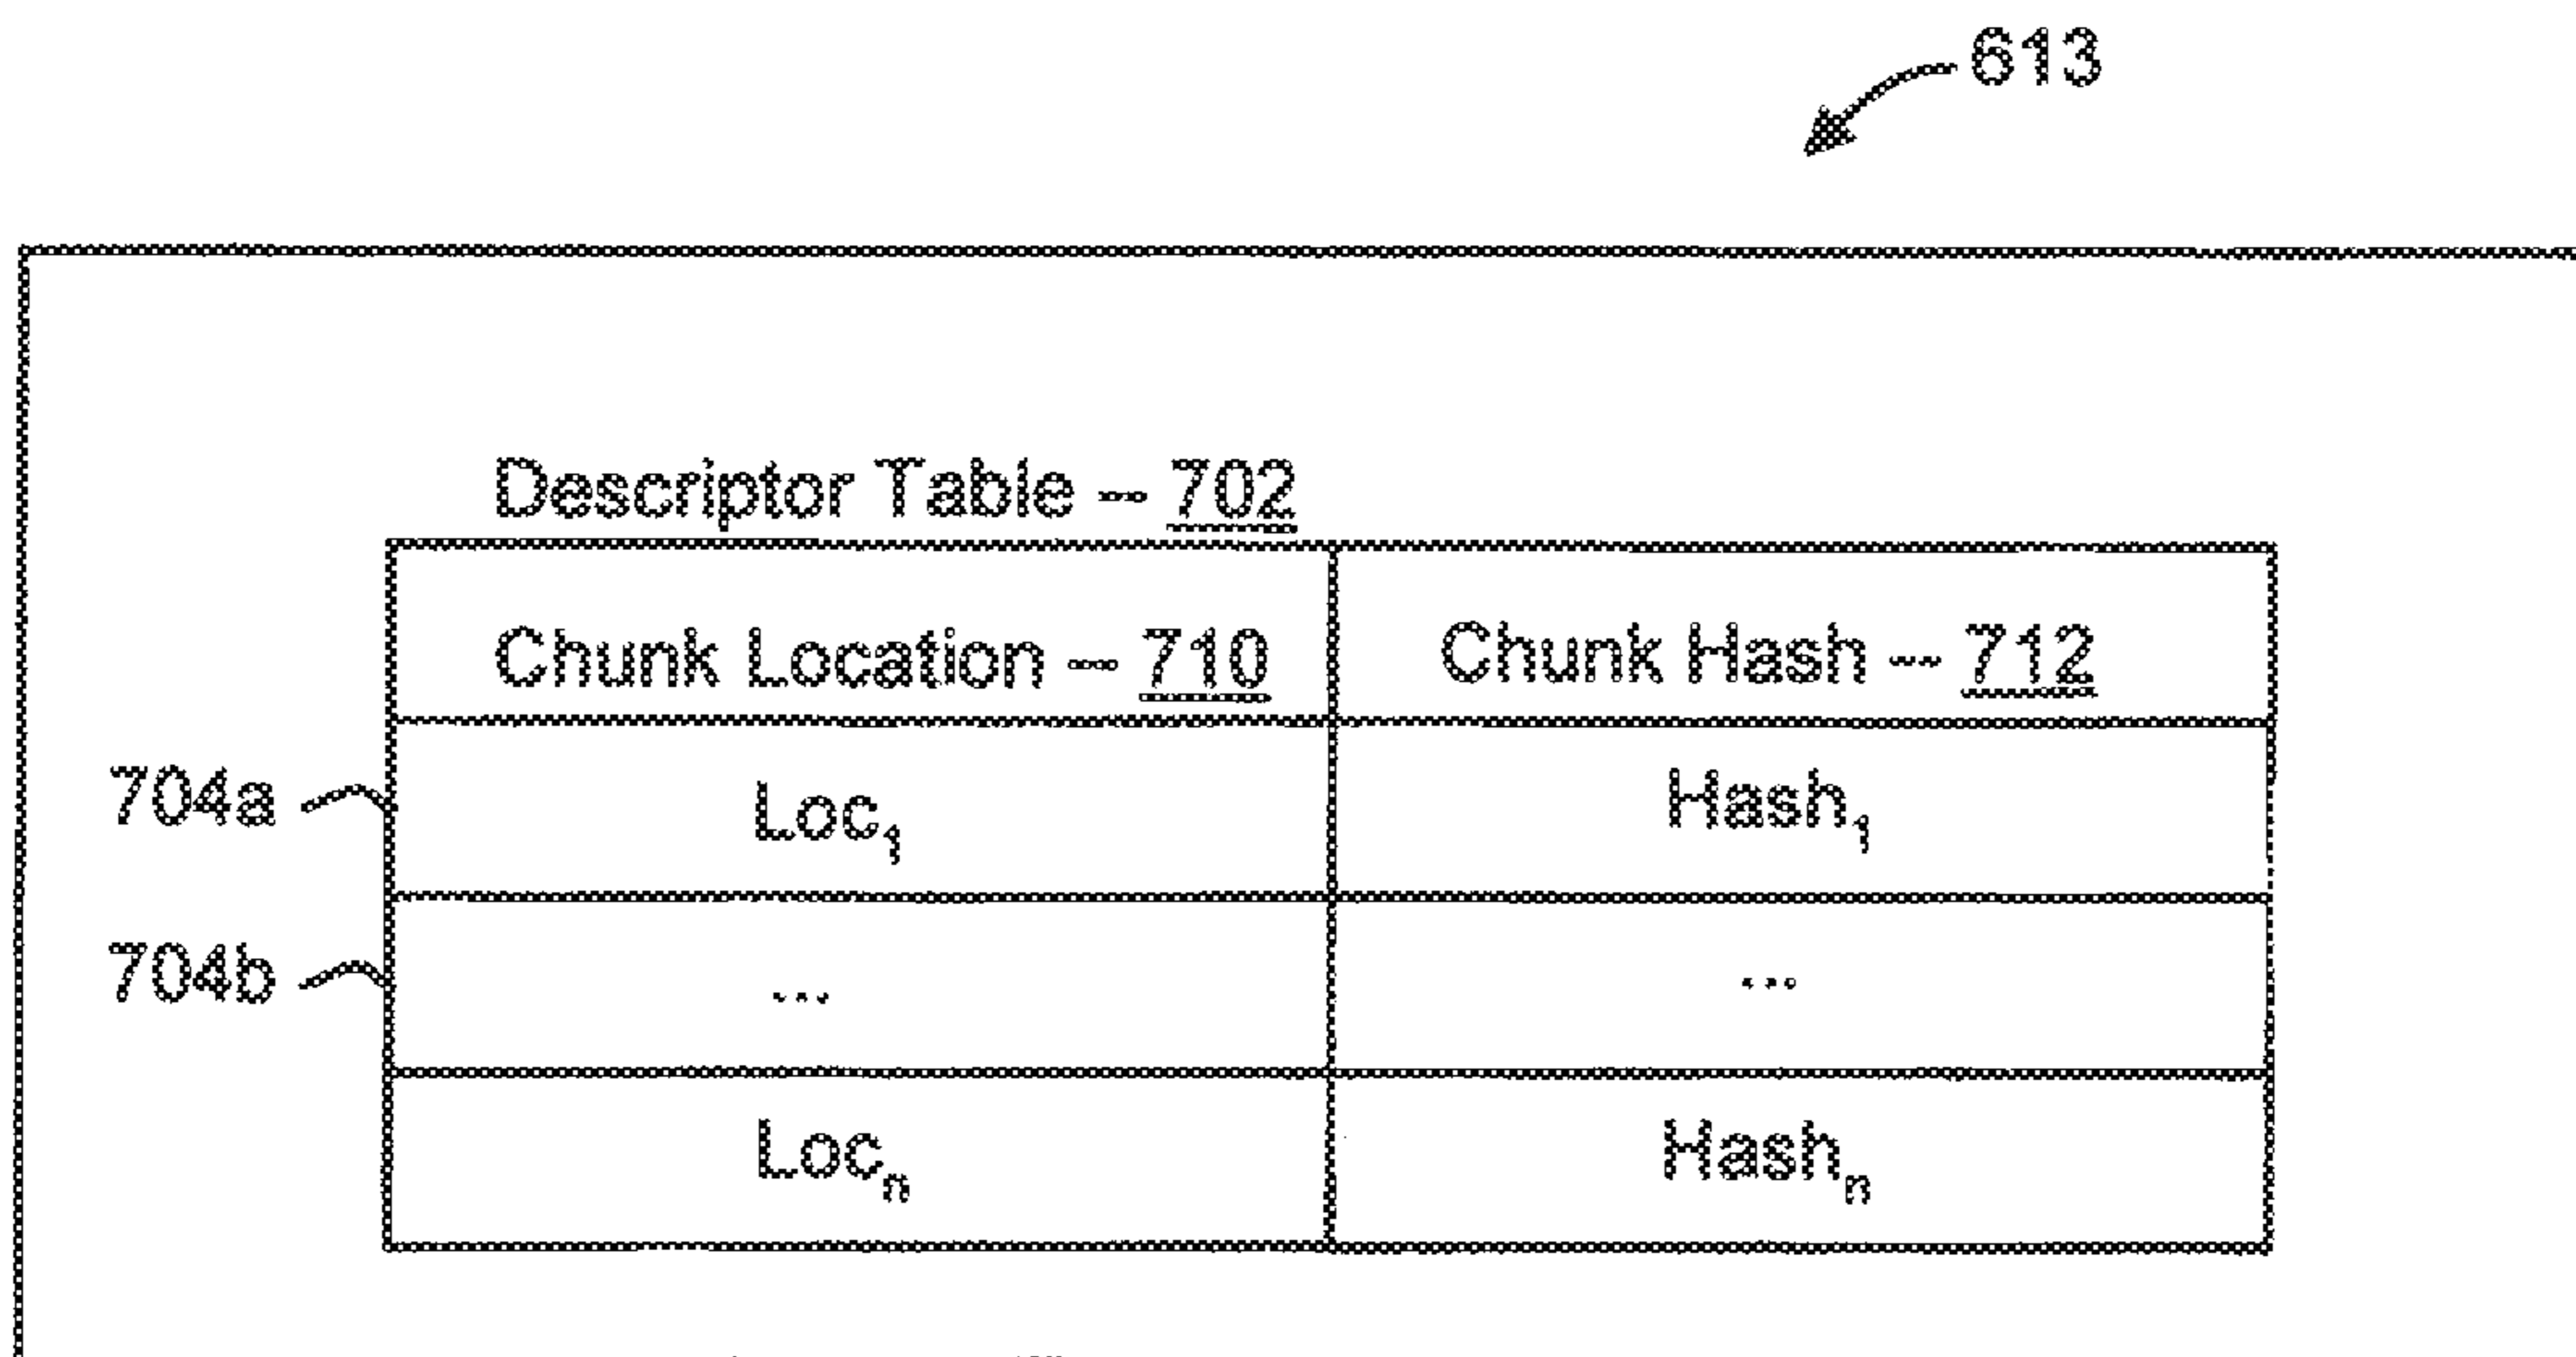 613
Descriptor Table -- 702
Chunk Location -- 710 Chunk Hash -- 712
704a Loc1 Hash1
704b ... ...
Locn Hashn